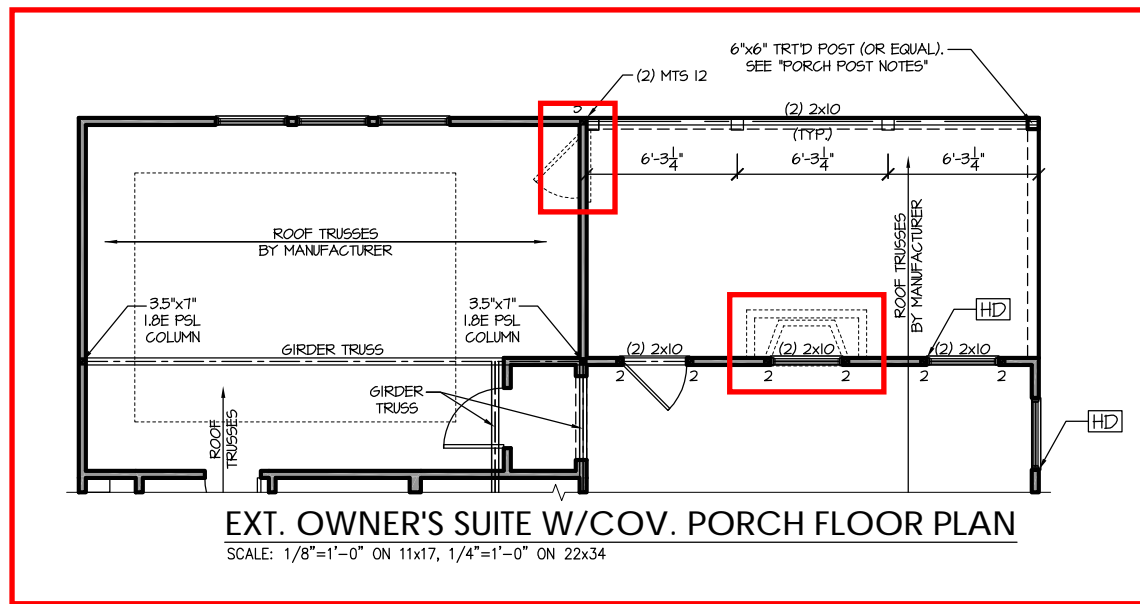 6"x6" TRT'D POST (OR EQUAL).
SEE "PORCH POST NOTES"
(2) MTS 12
(2) 2x10
(TYP.)
6'-3 1/4"
6'-3 1/4"
6'-3 1/4"
ROOF TRUSSES
BY MANUFACTURER
ROOF TRUSSES
BY MANUFACTURER
3.5"x7"
1.8E PSL
COLUMN
3.5"x7"
1.8E PSL
COLUMN
HD
GIRDER TRUSS
(2) 2x10
(2) 2x10
(2) 2x10
2
2
2
2
2
2
GIRDER
TRUSS
ROOF
TRUSSES
HD
EXT. OWNER'S SUITE W/COV. PORCH FLOOR PLAN
SCALE: 1/8"=1'-0" ON 11x17, 1/4"=1'-0" ON 22x34